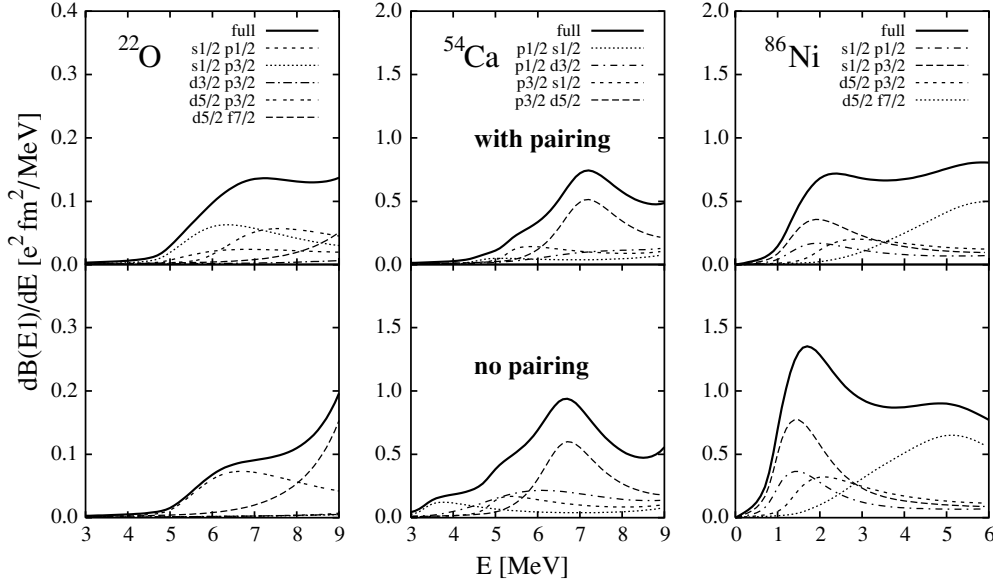 dB(E1)/dE [e² fm²/MeV]
²²O
full
s1/2 p1/2
s1/2 p3/2
d3/2 p3/2
d5/2 p3/2
d5/2 f7/2
0.4
0.3
0.2
0.1
0.0
⁵⁴Ca
full
p1/2 s1/2
p1/2 d3/2
p3/2 s1/2
p3/2 d5/2
with pairing
2.0
1.5
1.0
0.5
0.0
⁸⁶Ni
full
s1/2 p1/2
s1/2 p3/2
d5/2 p3/2
d5/2 f7/2
2.0
1.5
1.0
0.5
0.0
0.3
0.2
0.1
0.0
3 4 5 6 7 8 9
no pairing
1.5
1.0
0.5
0.0
3 4 5 6 7 8 9
1.5
1.0
0.5
0.0
0 1 2 3 4 5 6
E [MeV]